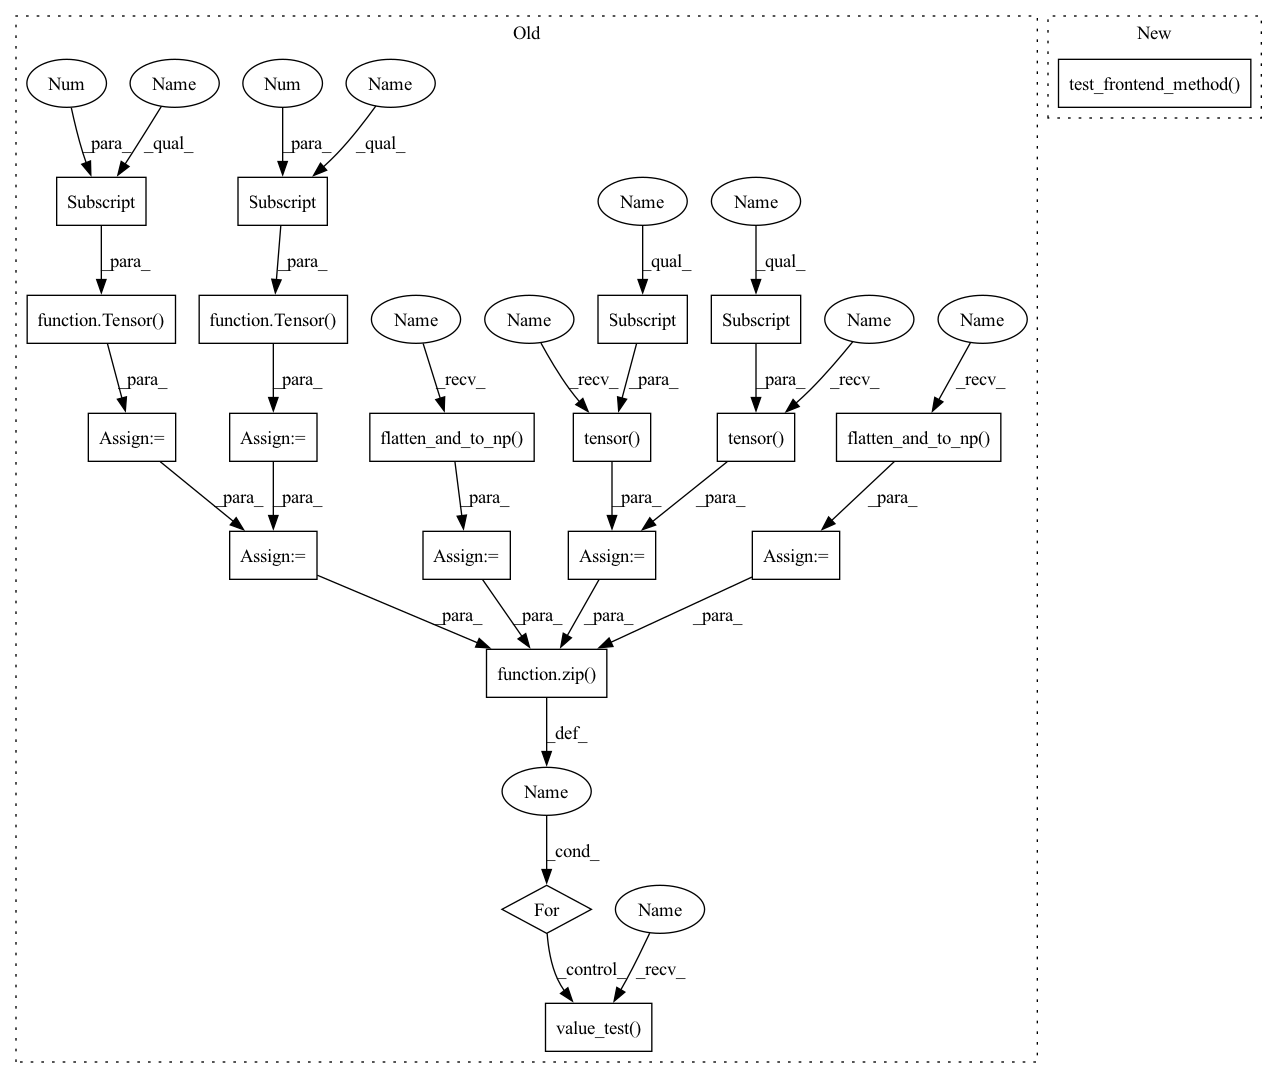 Old
New
Num
Name
Num
Name
test_frontend_method()
_para_
_qual_
_para_
_qual_
Subscript
Subscript
Name
Name
_para_
_para_
_qual_
_qual_
function.Tensor()
function.Tensor()
Name
Name
Subscript
Subscript
Name
Name
_para_
_para_
_recv_
_recv_
_para_
_para_
_recv_
_recv_
Assign:=
Assign:=
flatten_and_to_np()
tensor()
tensor()
flatten_and_to_np()
_para_
_para_
_para_
_para_
_para_
_para_
Assign:=
Assign:=
Assign:=
Assign:=
_para_
_para_
_para_
_para_
function.zip()
_def_
Name
_cond_
For
Name
_control_
_recv_
value_test()